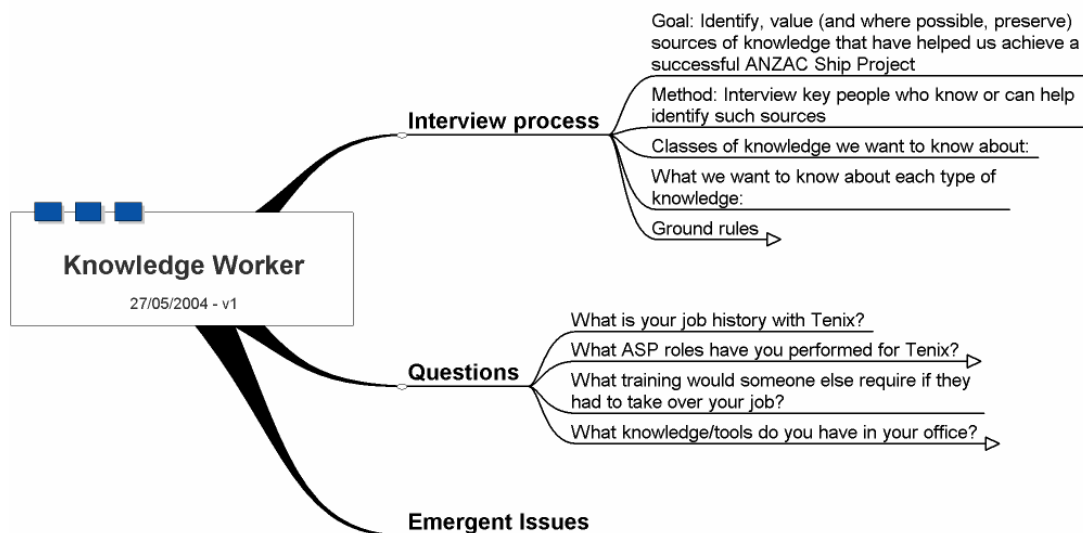 Goal: Identify, value (and where possible, preserve)
sources of knowledge that have helped us achieve a
successful ANZAC Ship Project
Method: Interview key people who know or can help
identify such sources
Interview process
Classes of knowledge we want to know about:
What we want to know about each type of
knowledge:
Ground rules
Knowledge Worker
27/05/2004 - v1
What is your job history with Tenix?
What ASP roles have you performed for Tenix?
Questions
What training would someone else require if they
had to take over your job?
What knowledge/tools do you have in your office?
Emergent Issues